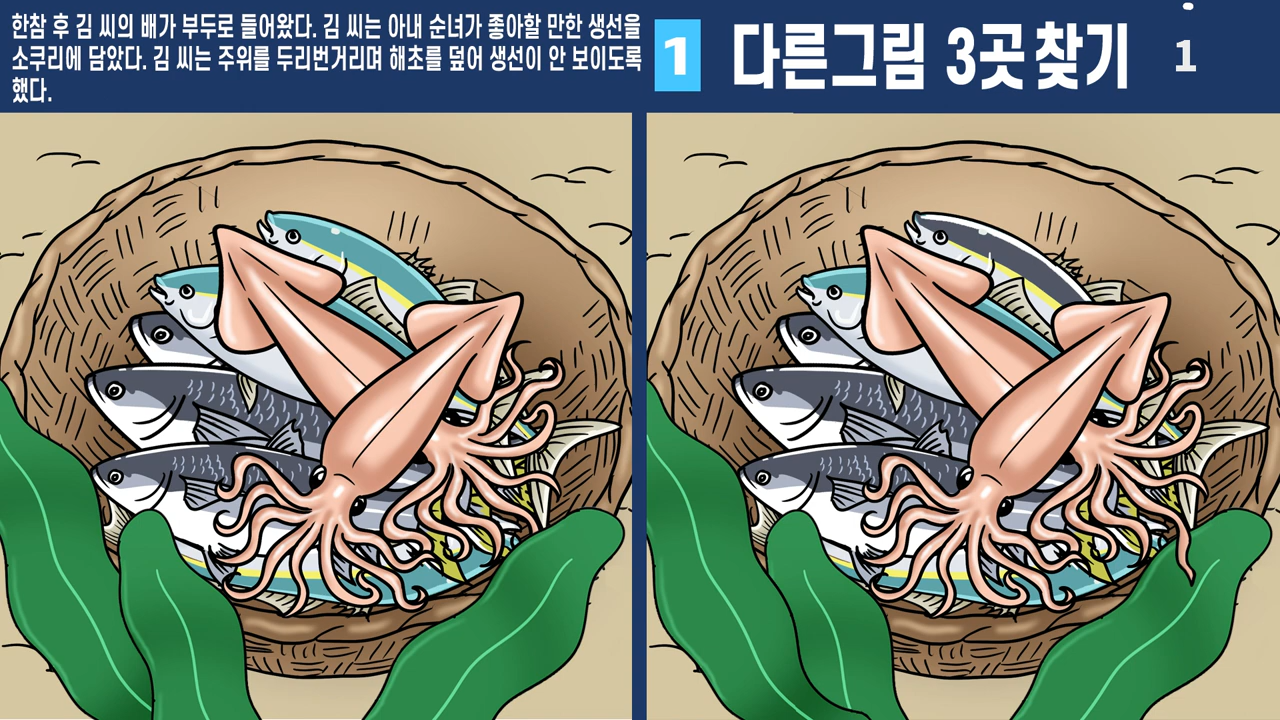 한참 후 김 씨의 배가 부두로 들어왔다. 김 씨는 아내 순녀가 좋아할 만한 생선을
소쿠리에 담았다. 김 씨는 주위를 두리번거리며 해초를 덮어 생선이 안 보이도록
했다.
1 다른그림 3곳 찾기 1